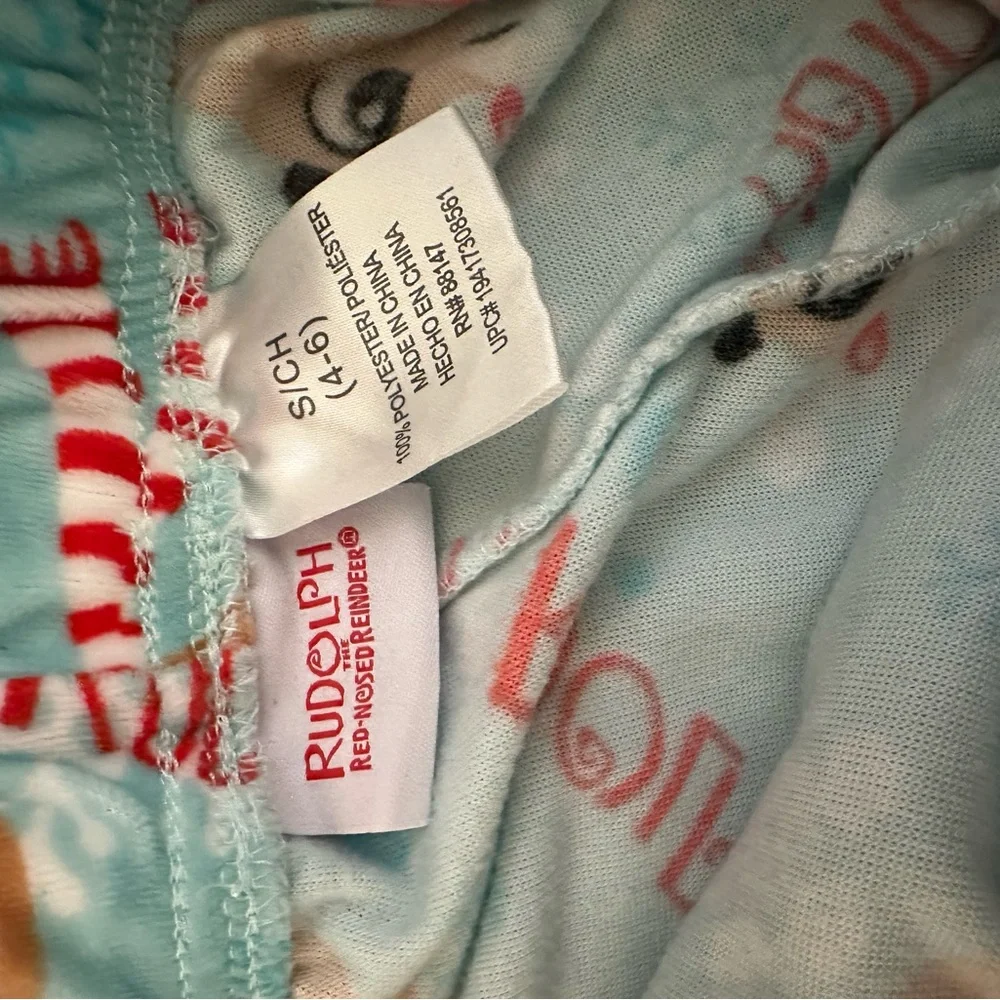 S/CH
(4-6)
100% POLYESTER/ POLIÉSTER
MADE IN CHINA
HECHO EN CHINA
RN# 88147
UPC# 19417308561
RUDOLPH
THE
RED-NOSED REINDEER®